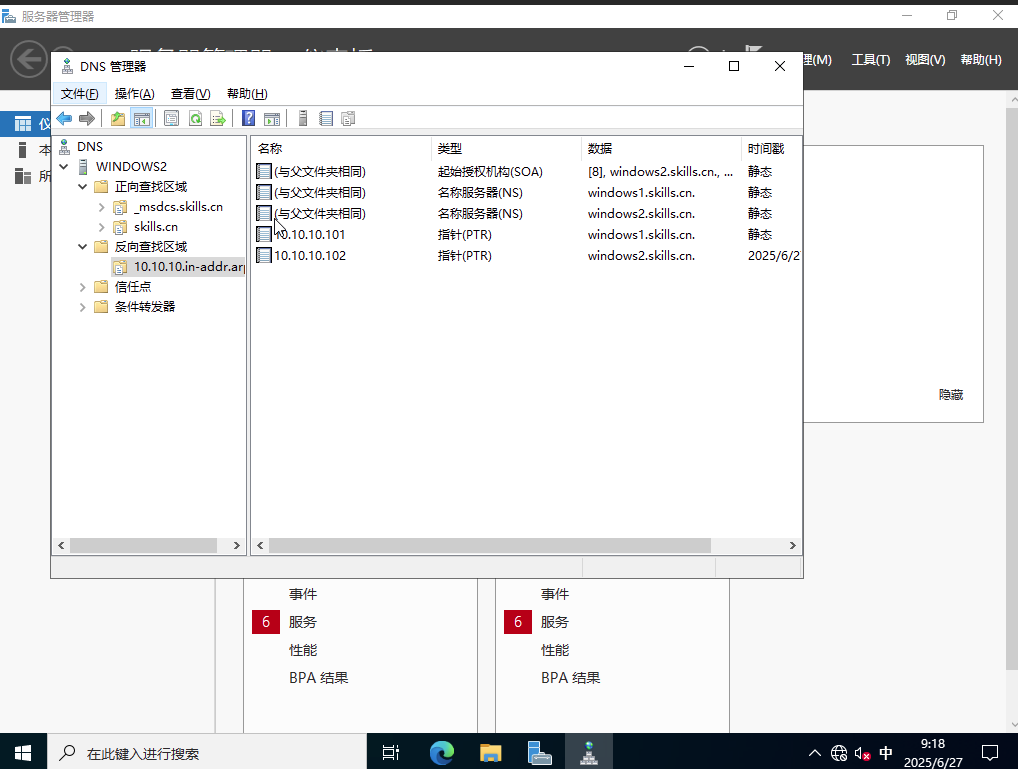 服务器管理器
理(M) 工具(T) 视图(V) 帮助(H)
DNS 管理器
文件(F) 操作(A) 查看(V) 帮助(H)
DNS
WINDOWS2
正向查找区域
_msdcs.skills.cn
skills.cn
反向查找区域
10.10.10.in-addr.arp
信任点
条件转发器
名称 类型 数据 时间戳
(与父文件夹相同) 起始授权机构(SOA) [8], windows2.skills.cn., ... 静态
(与父文件夹相同) 名称服务器(NS) windows1.skills.cn. 静态
(与父文件夹相同) 名称服务器(NS) windows2.skills.cn. 静态
10.10.10.101 指针(PTR) windows1.skills.cn. 静态
10.10.10.102 指针(PTR) windows2.skills.cn. 2025/6/2
仪
本
所
隐藏
事件
6 服务
性能
BPA 结果
事件
6 服务
性能
BPA 结果
在此键入进行搜索
中
9:18
2025/6/27